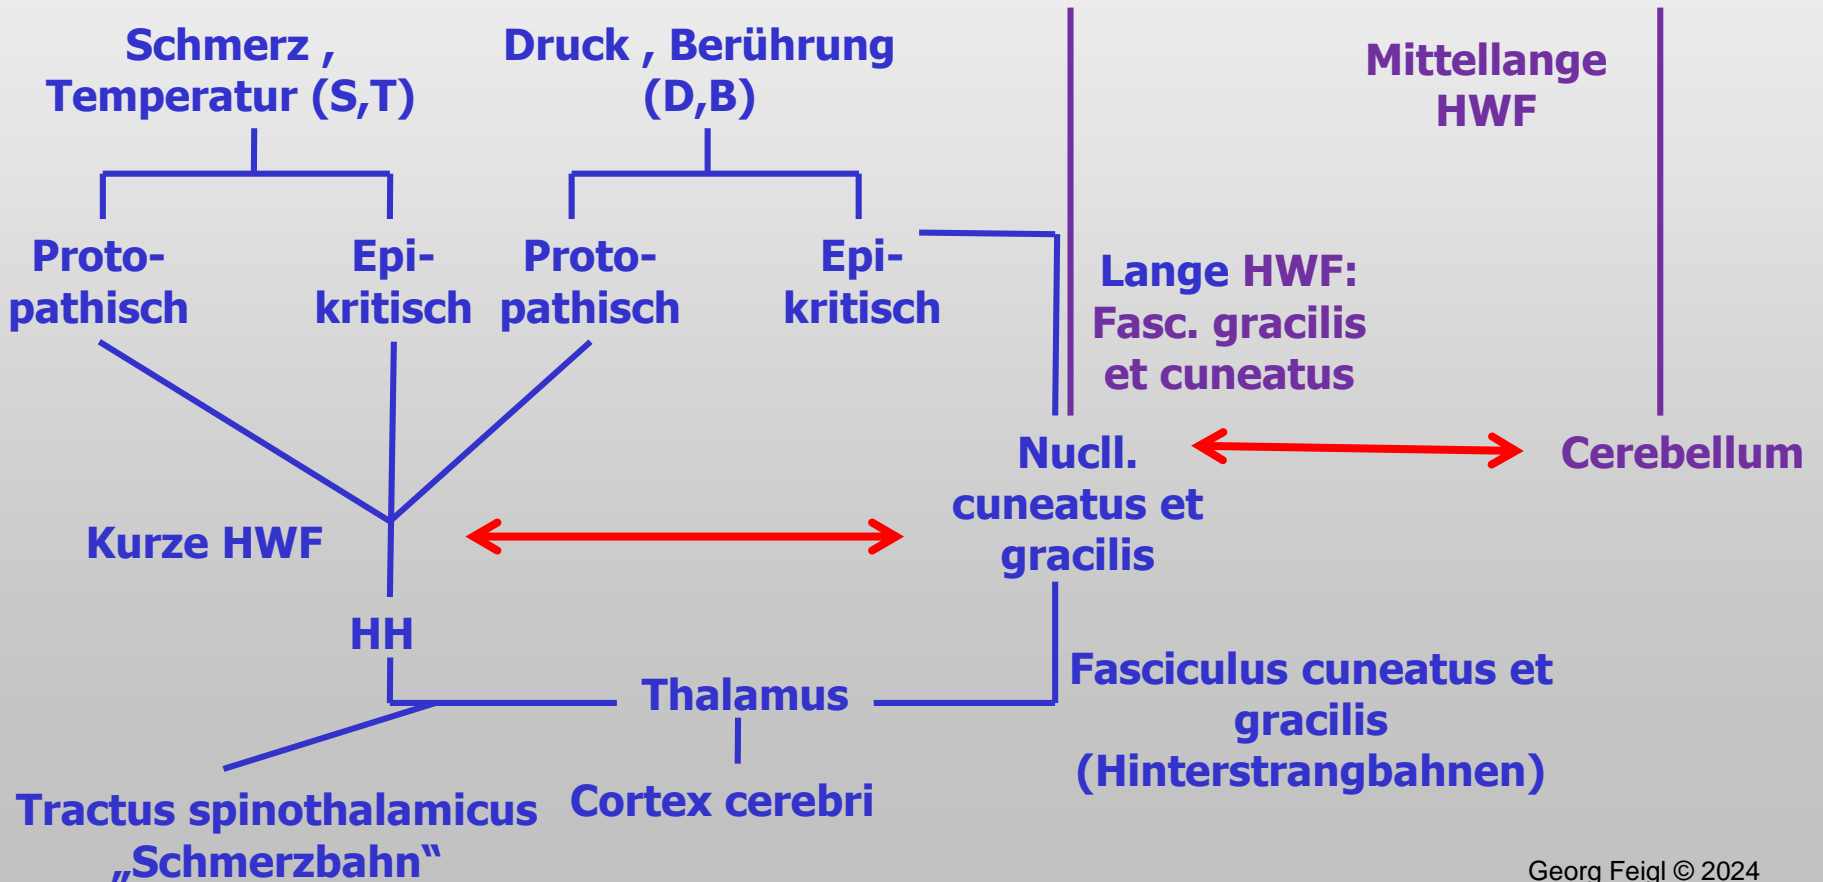 Schmerz ,
Temperatur (S,T)
Druck , Berührung
(D,B)
Mittellange
HWF
Proto-
pathisch
Epi-
kritisch
Proto-
pathisch
Epi-
kritisch
Lange HWF:
Fasc. gracilis
et cuneatus
Nucll.
cuneatus et
gracilis
Cerebellum
Kurze HWF
HH
Thalamus
Fasciculus cuneatus et
gracilis
(Hinterstrangbahnen)
Tractus spinothalamicus
„Schmerzbahn“
Cortex cerebri
Georg Feigl © 2024